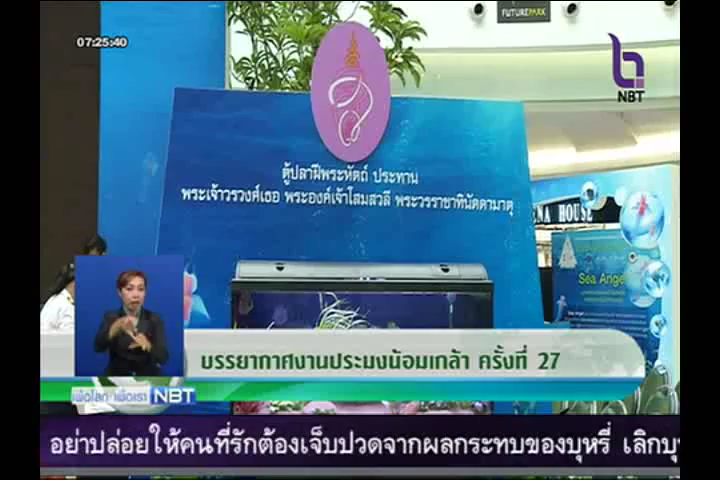 07:25:40
FUTUREPARK
NBT
ตู้ปลาฝีพระหัตถ์ ประทาน
พระเจ้าวรวงศ์เธอ พระองค์เจ้าโสมสวลี พระวรราชาทินัดดามาตุ
ENA HOUSE
Sea Angel
บรรยากาศงานประมงน้อมเกล้า ครั้งที่ 27
เพื่อโลก เพื่อเรา NBT
อย่าปล่อยให้คนที่รักต้องเจ็บปวดจากผลกระทบของบุหรี่ เลิกบุ